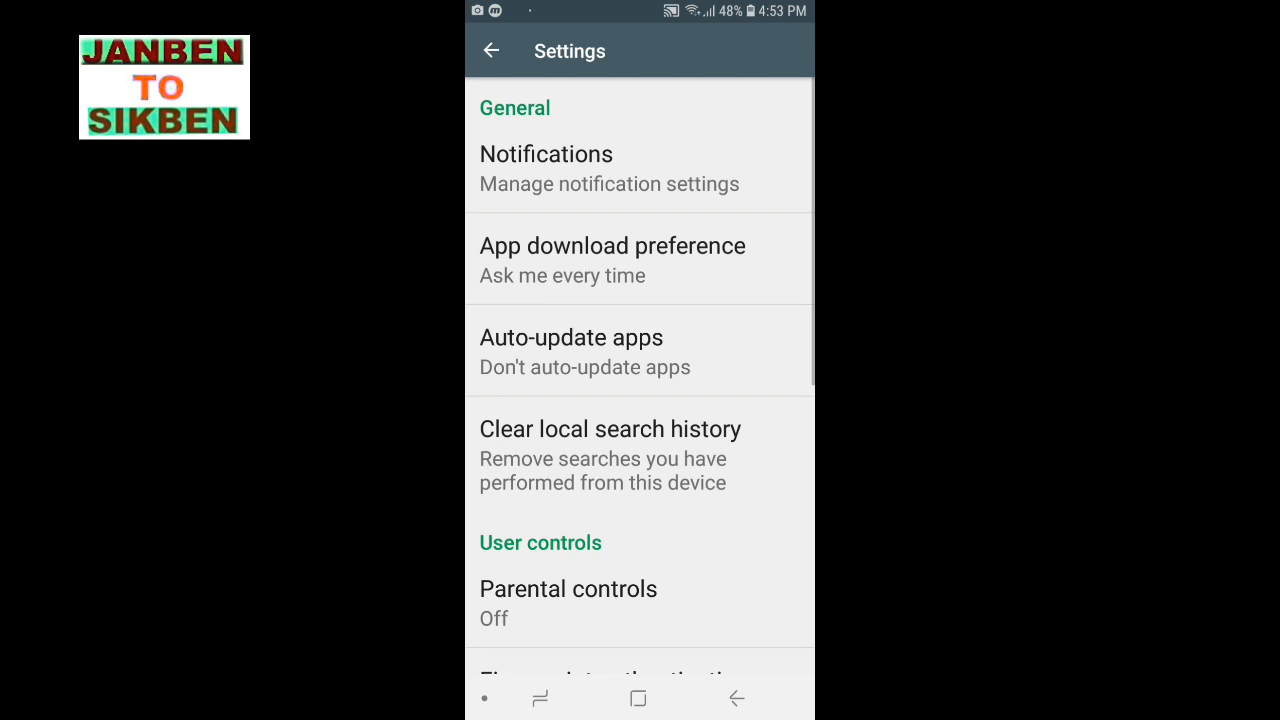 JANBEN
TO
SIKBEN
48% 4:53 PM
Settings
General
Notifications
Manage notification settings
App download preference
Ask me every time
Auto-update apps
Don't auto-update apps
Clear local search history
Remove searches you have
performed from this device
User controls
Parental controls
Off